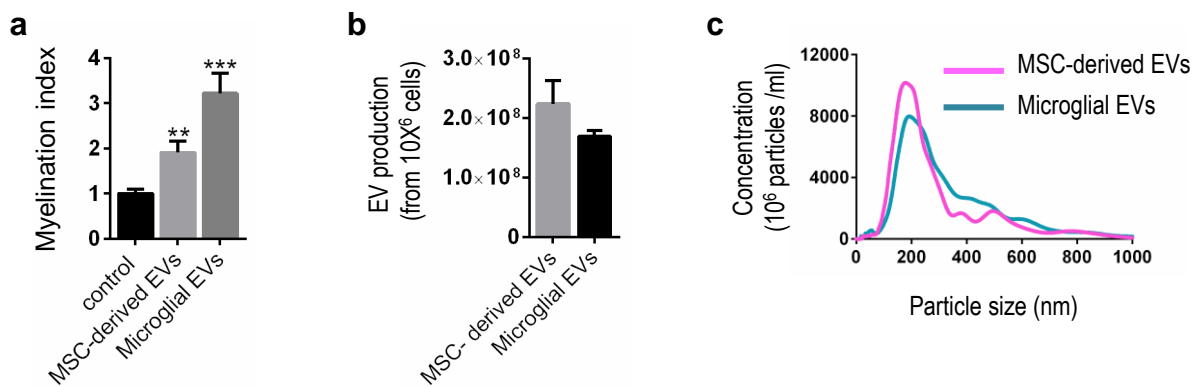 a
Myelination index
4
3
2
1
0
**
***
control
MSC-derived EVs
Microglial EVs
b
EV production
(from 10X⁶ cells)
3.0×10⁸
2.0×10⁸
1.0×10⁸
0
MSC- derived EVs
Microglial EVs
c
Concentration
(10⁶ particles /ml)
12000
8000
4000
0
MSC-derived EVs
Microglial EVs
0 200 400 600 800 1000
Particle size (nm)